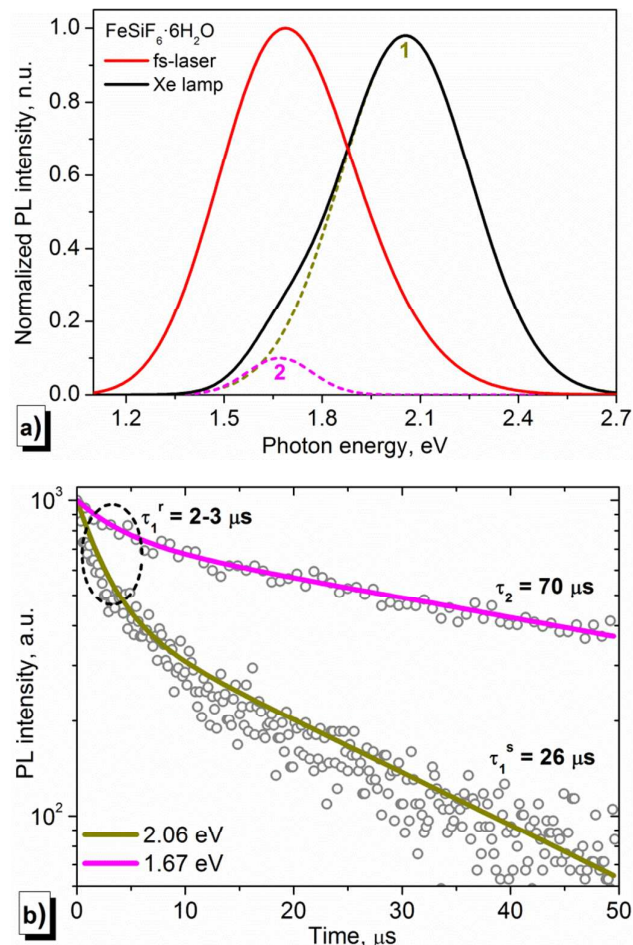 FeSiF₆·6H₂O
fs-laser
Xe lamp
1
2
Normalized PL intensity, n.u.
1.0
0.8
0.6
0.4
0.2
0.0
1.2 1.5 1.8 2.1 2.4 2.7
Photon energy, eV
a)
τ₁ʳ = 2-3 μs
τ₂ = 70 μs
τ₁ˢ = 26 μs
PL intensity, a.u.
10³
10²
2.06 eV
1.67 eV
0 10 20 30 40 50
Time, μs
b)